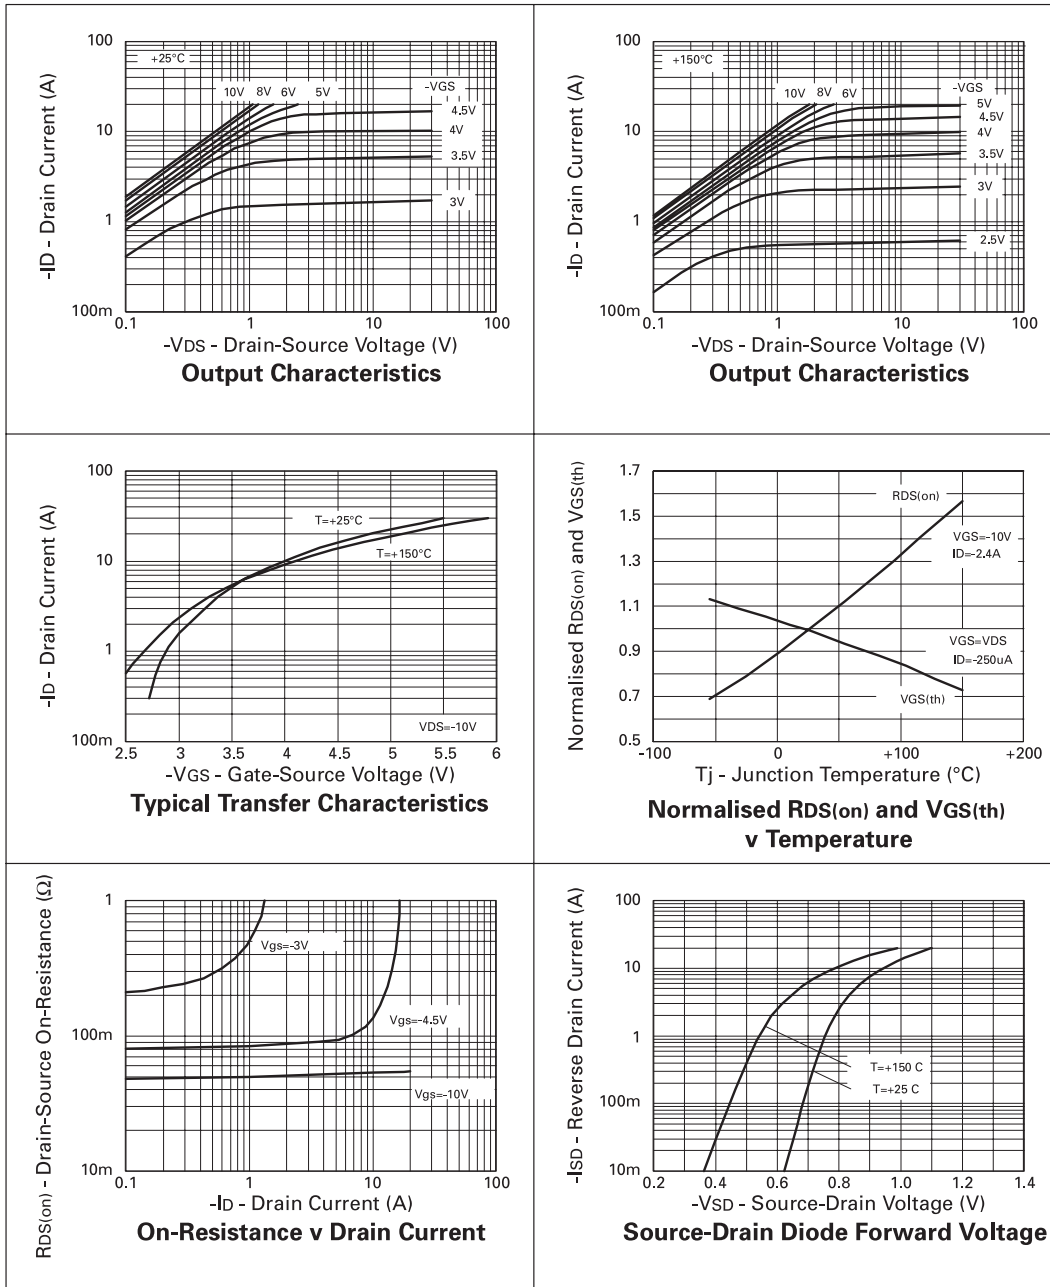 100
10
1
100m
-ID - Drain Current (A)
+25°C
10V 8V 6V 5V
-VGS
4.5V
4V
3.5V
3V
0.1 1 10 100
-VDS - Drain-Source Voltage (V)
Output Characteristics
100
10
1
100m
-ID - Drain Current (A)
+150°C
10V 8V 6V
-VGS
5V
4.5V
4V
3.5V
3V
2.5V
0.1 1 10 100
-VDS - Drain-Source Voltage (V)
Output Characteristics
100
10
1
100m
-ID - Drain Current (A)
T=+25°C
T=+150°C
VDS=-10V
2.5 3 3.5 4 4.5 5 5.5 6
-VGS - Gate-Source Voltage (V)
Typical Transfer Characteristics
1.7
1.5
1.3
1.1
0.9
0.7
0.5
Normalised RDS(on) and VGS(th)
RDS(on)
VGS=-10V
ID=-2.4A
VGS=VDS
ID=-250uA
VGS(th)
-100 0 +100 +200
Tj - Junction Temperature (°C)
Normalised RDS(on) and VGS(th)
v Temperature
1
100m
10m
RDS(on) - Drain-Source On-Resistance (Ω)
Vgs=-3V
Vgs=-4.5V
Vgs=-10V
0.1 1 10 100
-ID - Drain Current (A)
On-Resistance v Drain Current
100
10
1
100m
10m
-ISD - Reverse Drain Current (A)
T=+150 C
T=+25 C
0.2 0.4 0.6 0.8 1.0 1.2 1.4
-VSD - Source-Drain Voltage (V)
Source-Drain Diode Forward Voltage